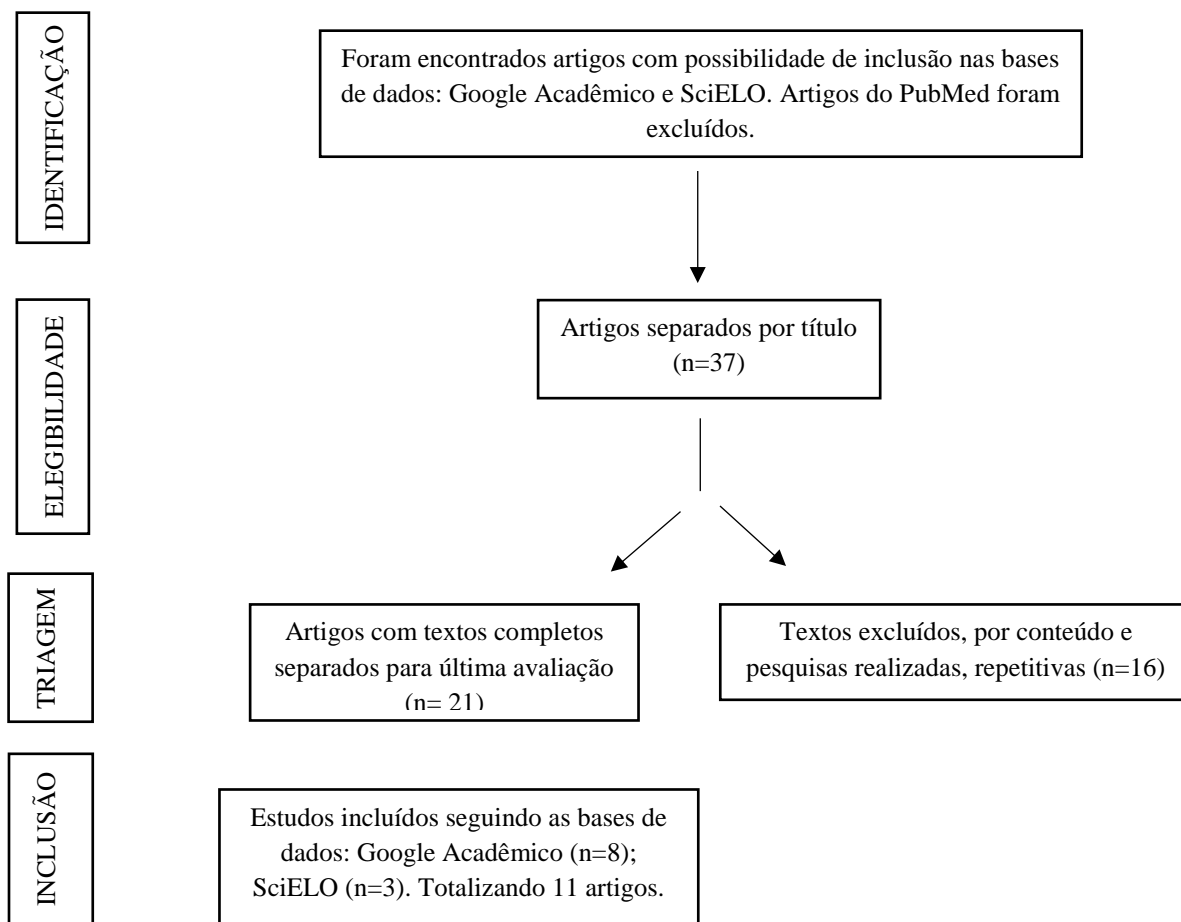 IDENTIFICAÇÃO
Foram encontrados artigos com possibilidade de inclusão nas bases
de dados: Google Acadêmico e SciELO. Artigos do PubMed foram
excluídos.
ELEGIBILIDADE
Artigos separados por título
(n=37)
TRIAGEM
Artigos com textos completos
separados para última avaliação
(n= 21)
Textos excluídos, por conteúdo e
pesquisas realizadas, repetitivas (n=16)
INCLUSÃO
Estudos incluídos seguindo as bases de
dados: Google Acadêmico (n=8);
SciELO (n=3). Totalizando 11 artigos.